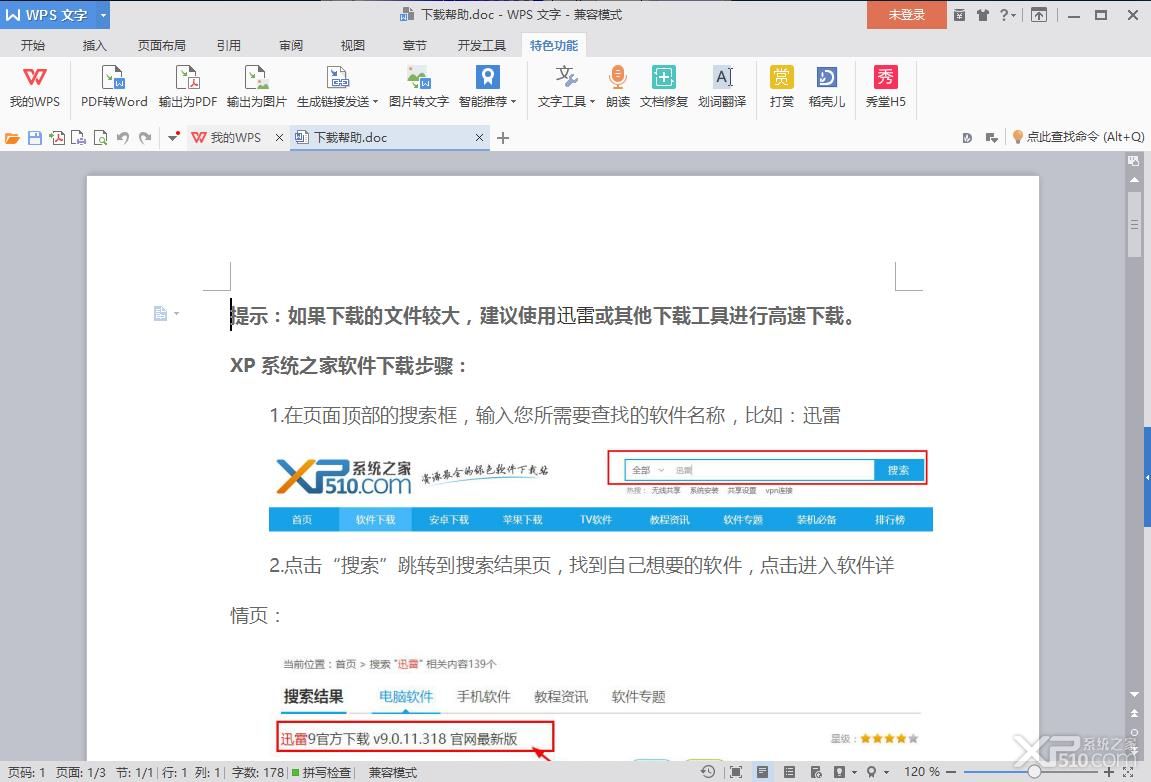 WPS 文字
下载帮助.doc - WPS 文字 - 兼容模式
未登录
开始 插入 页面布局 引用 审阅 视图 章节 开发工具 特色功能
我的WPS PDF转Word 输出为PDF 输出为图片 生成链接发送 图片转文字 智能推荐 文字工具 朗读 文档修复 划词翻译 打赏 稻壳儿 秀堂H5
我的WPS × 下载帮助.doc × + 点此查找命令 (Alt+Q)
提示：如果下载的文件较大，建议使用迅雷或其他下载工具进行高速下载。
XP 系统之家软件下载步骤：
1.在页面顶部的搜索框，输入您所需要查找的软件名称，比如：迅雷
XP510.com 系统之家 全部 迅雷 搜索
热搜： 无线共享 系统安装 共享设置 vpn连接
首页 软件下载 安卓下载 苹果下载 TV软件 教程资讯 软件专题 装机必备 排行榜
2.点击“搜索”跳转到搜索结果页，找到自己想要的软件，点击进入软件详
情页：
当前位置：首页 > 搜索 "迅雷" 相关内容139个
搜索结果 电脑软件 手机软件 教程资讯 软件专题
迅雷9官方下载 v9.0.11.318 官网最新版 星级：
XP510.com 系统之家
页码: 1 页面: 1/3 节: 1/1 行: 1 列: 1 字数: 178 拼写检查 兼容模式 120 %